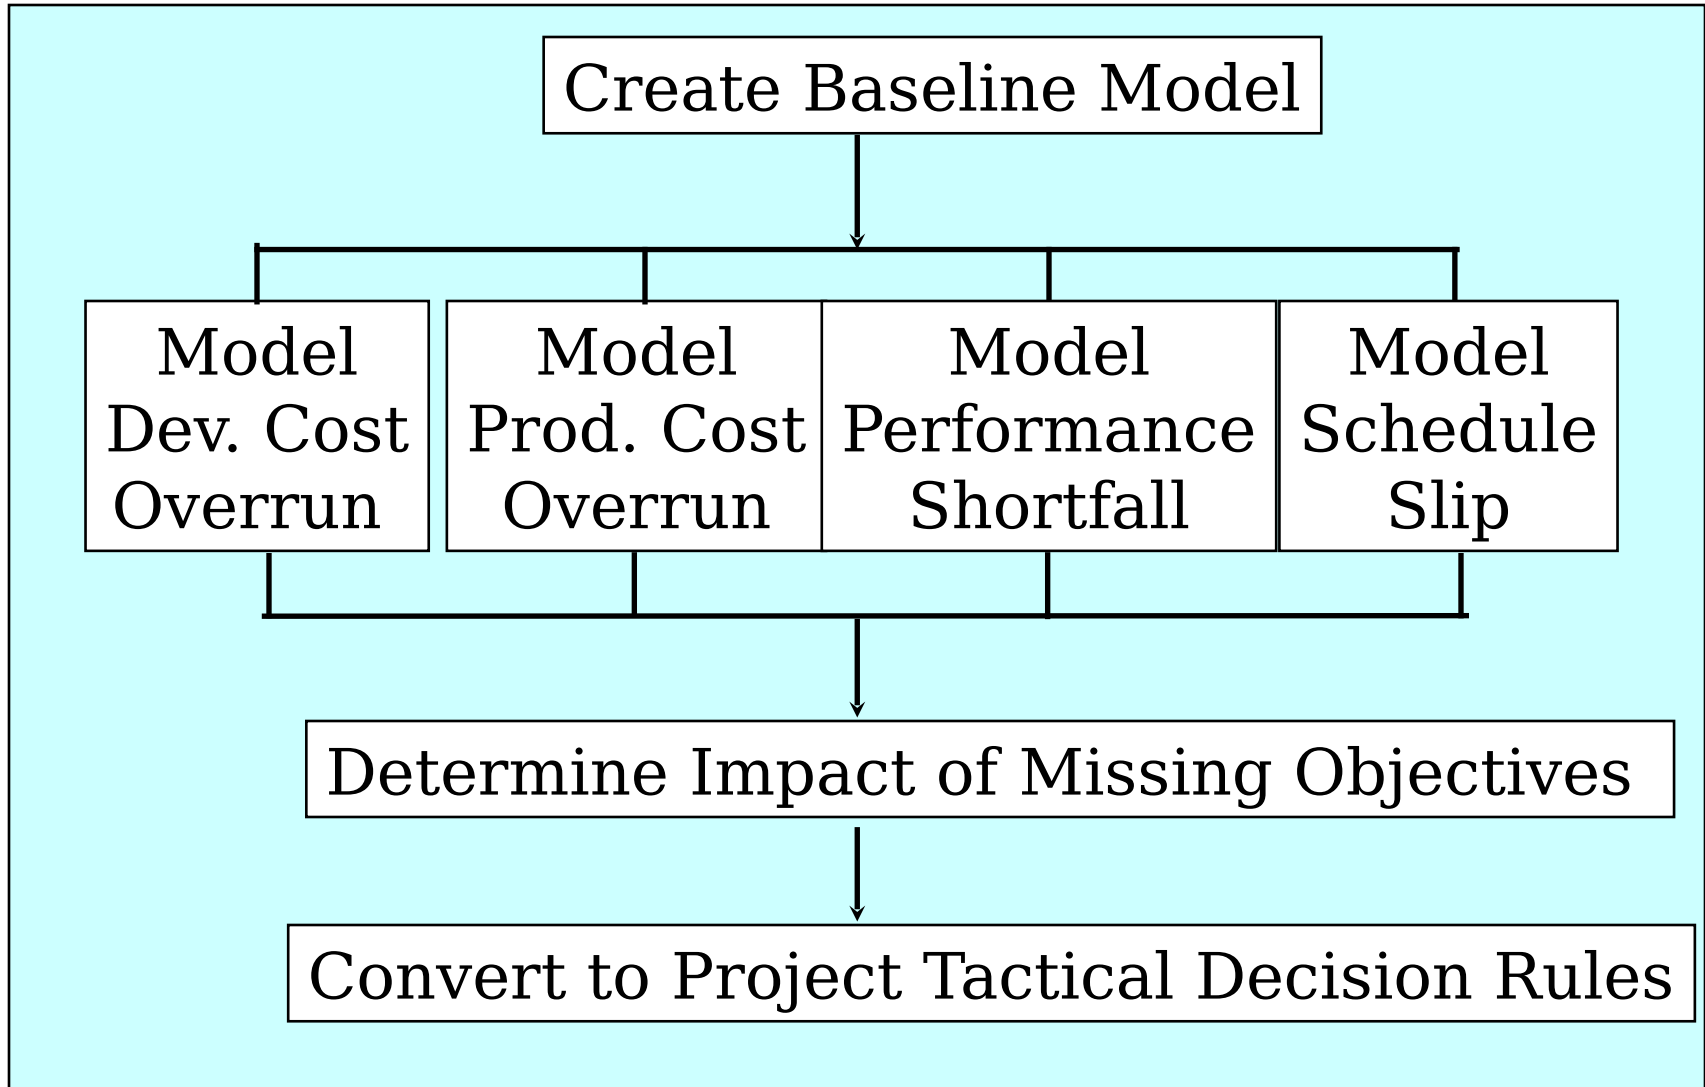 Create Baseline Model
Model
Dev. Cost
Overrun
Model
Prod. Cost
Overrun
Model
Performance
Shortfall
Model
Schedule
Slip
Determine Impact of Missing Objectives
Convert to Project Tactical Decision Rules